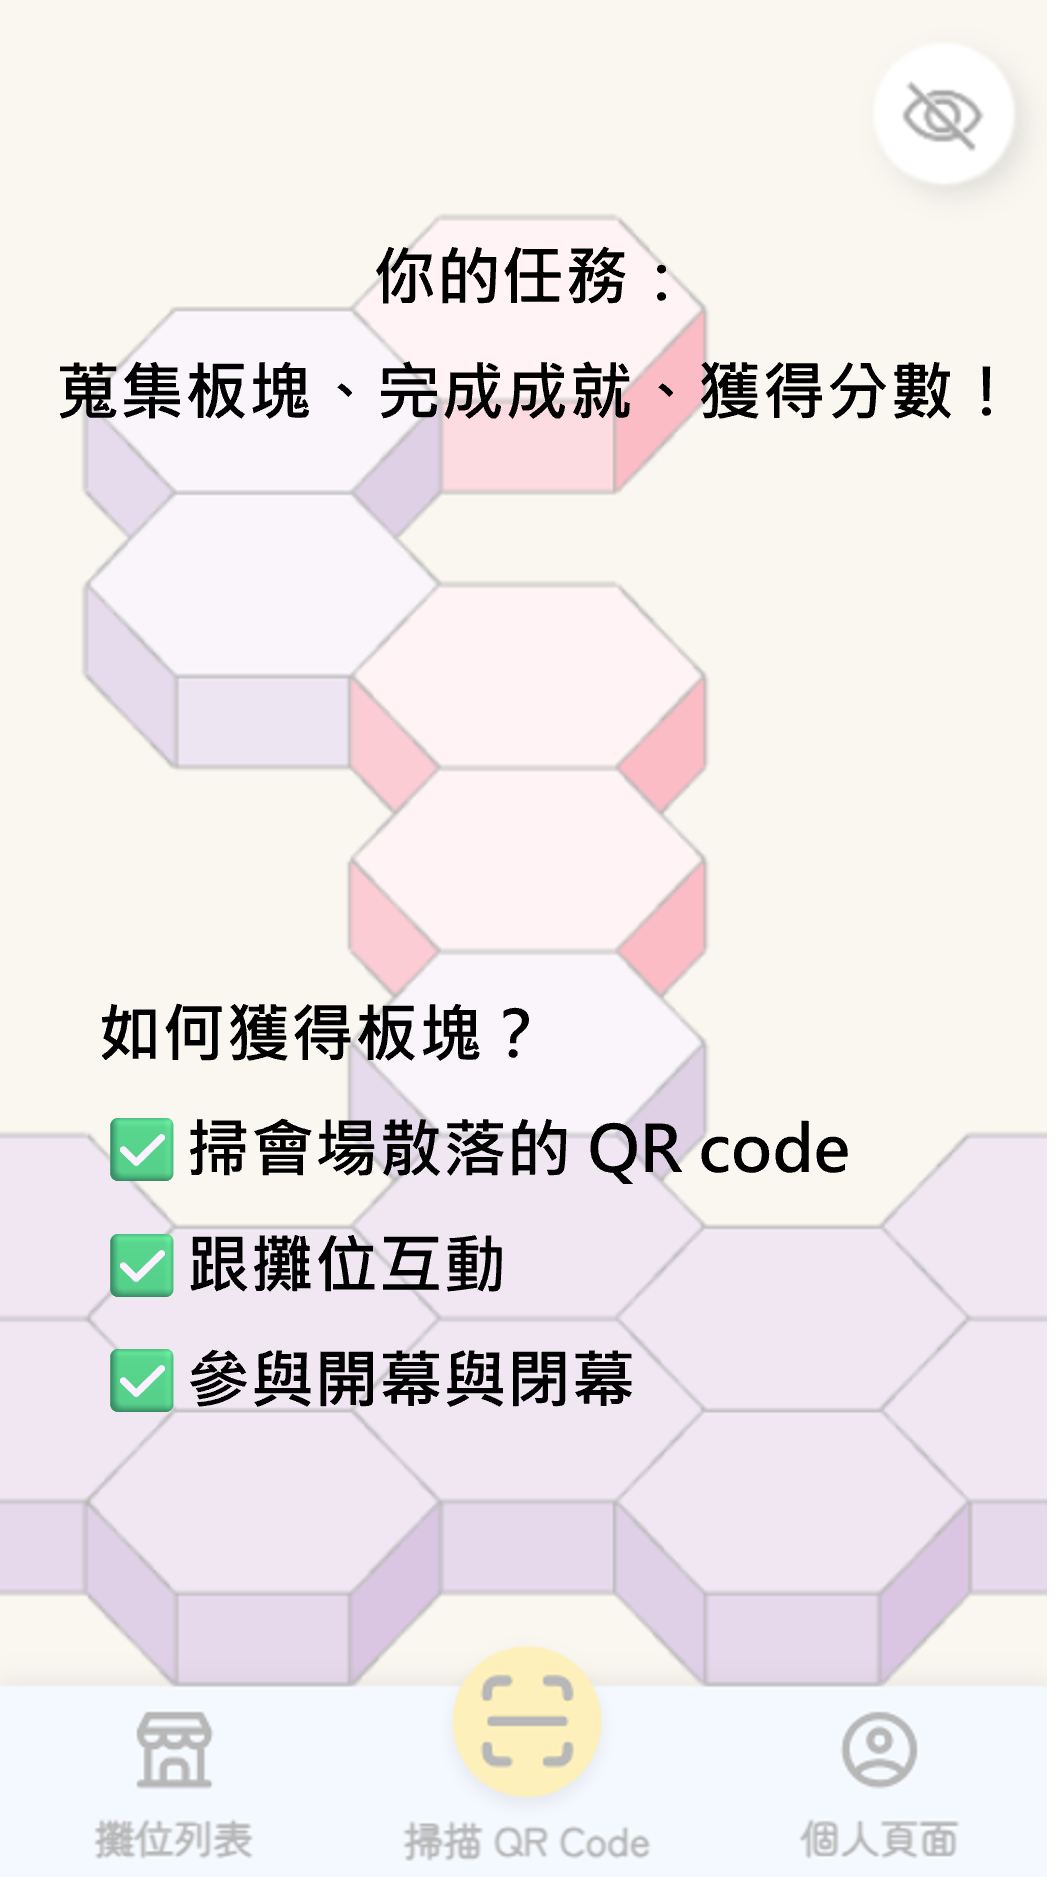 你的任務：
蒐集板塊、完成成就、獲得分數！
如何獲得板塊？
✅ 掃會場散落的 QR code
✅ 跟攤位互動
✅ 參與開幕與閉幕
攤位列表
掃描 QR Code
個人頁面